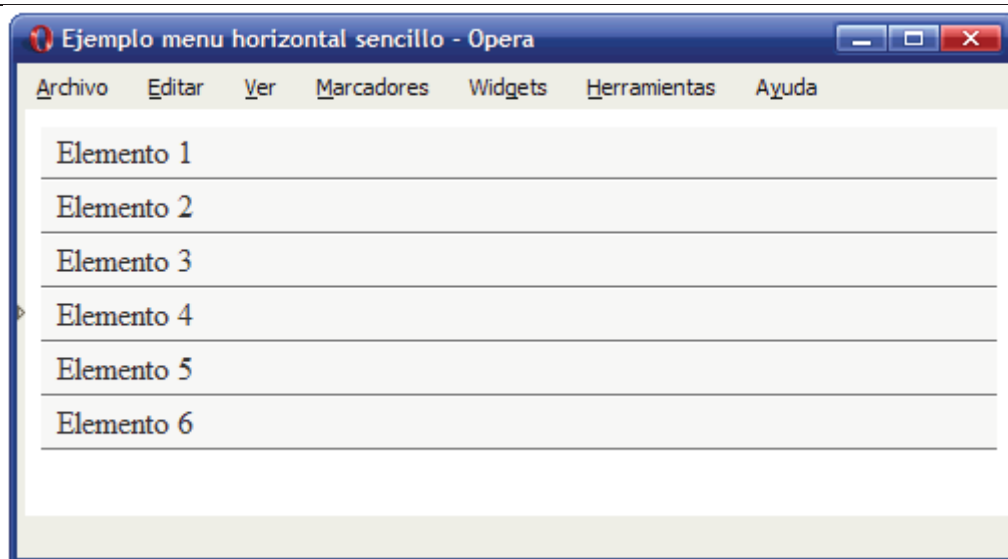 Ejemplo menu horizontal sencillo - Opera
Archivo Editar Ver Marcadores Widgets Herramientas Ayuda
Elemento 1
Elemento 2
Elemento 3
Elemento 4
Elemento 5
Elemento 6